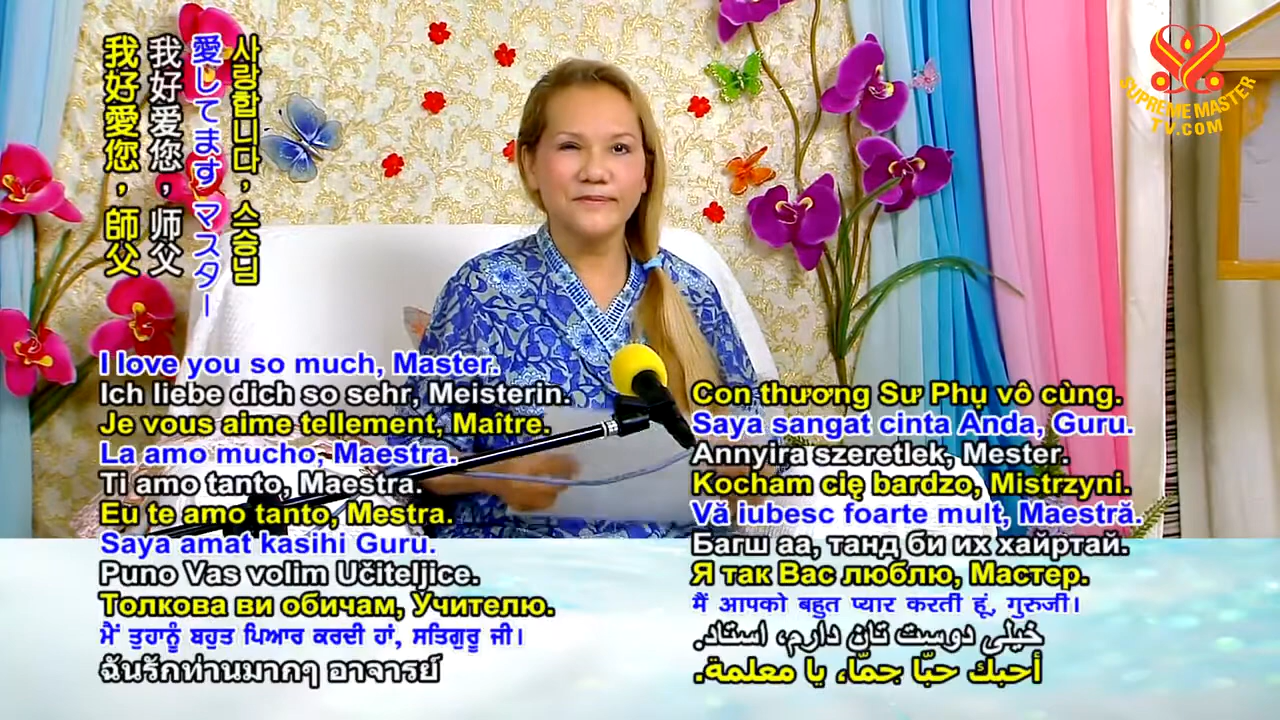 我好愛您，師父
我好爱您，师父
愛してます マスター
사랑합니다, 스승님
SUPREME MASTER
TV.COM
I love you so much, Master.
Ich liebe dich so sehr, Meisterin.
Je vous aime tellement, Maître.
La amo mucho, Maestra.
Ti amo tanto, Maestra.
Eu te amo tanto, Mestra.
Saya amat kasihi Guru.
Puno Vas volim Učiteljice.
Толкова ви обичам, Учителю.
ਮੈਂ ਤੁਹਾਨੂੰ ਬਹੁਤ ਪਿਆਰ ਕਰਦੀ ਹਾਂ, ਸਤਿਗੁਰੂ ਜੀ।
ฉันรักท่านมากๆ อาจารย์
Con thương Sư Phụ vô cùng.
Saya sangat cinta Anda, Guru.
Annyira szeretlek, Mester.
Kocham cię bardzo, Mistrzyni.
Vă iubesc foarte mult, Maestră.
Багш аа, танд би их хайртай.
Я так Вас люблю, Мастер.
मैं आपको बहुत प्यार करती हूं, गुरुजी।
خیلی دوست تان دارم، استاد.
أحبك حبّا جمّا، يا معلمة.